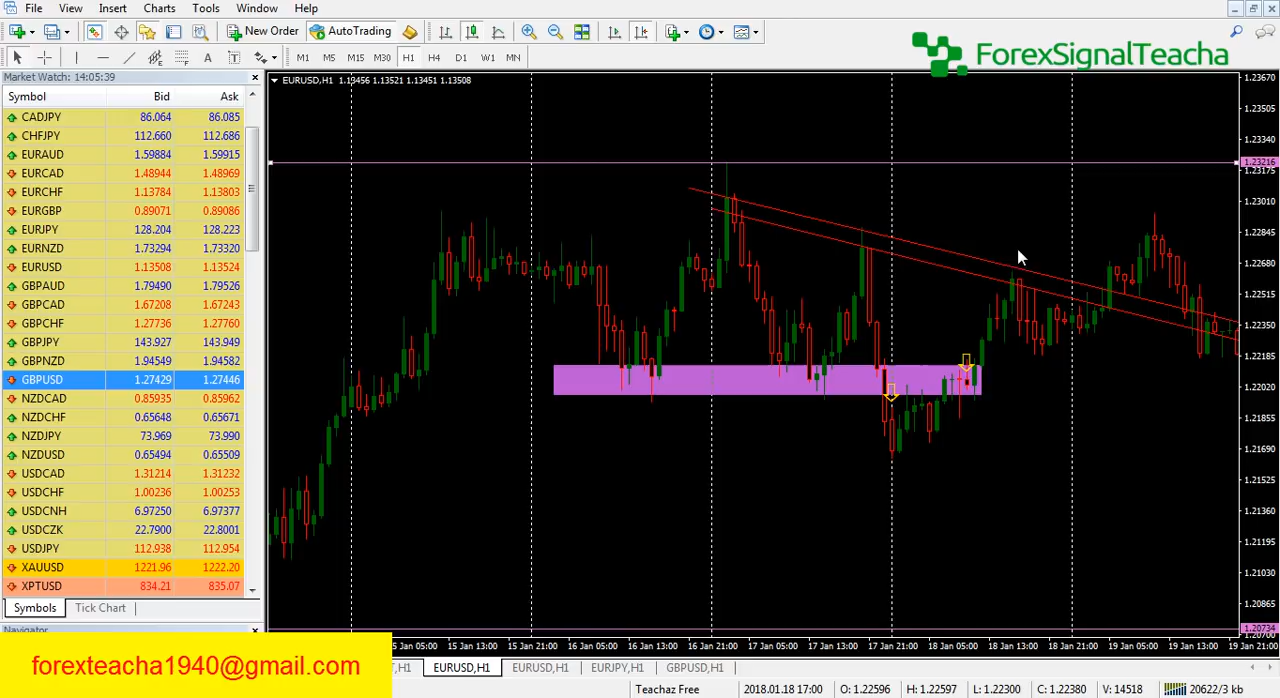 File View Insert Charts Tools Window Help
New Order AutoTrading
A T M1 M5 M15 M30 H1 H4 D1 W1 MN
ForexSignalTeacha
Market Watch: 14:05:39
Symbol Bid Ask
CADJPY 86.064 86.085
CHFJPY 112.660 112.686
EURAUD 1.59884 1.59915
EURCAD 1.48944 1.48969
EURCHF 1.13784 1.13803
EURGBP 0.89071 0.89086
EURJPY 128.204 128.223
EURNZD 1.73294 1.73320
EURUSD 1.13508 1.13524
GBPAUD 1.79490 1.79526
GBPCAD 1.67208 1.67243
GBPCHF 1.27736 1.27760
GBPJPY 143.927 143.949
GBPNZD 1.94549 1.94582
GBPUSD 1.27429 1.27446
NZDCAD 0.85935 0.85962
NZDCHF 0.65648 0.65671
NZDJPY 73.969 73.990
NZDUSD 0.65494 0.65509
USDCAD 1.31214 1.31232
USDCHF 1.00236 1.00253
USDCNH 6.97250 6.97377
USDCZK 22.7900 22.8001
USDJPY 112.938 112.954
XAUUSD 1221.96 1222.20
XPTUSD 834.21 835.07
Symbols Tick Chart
Navigator
forexteacha1940@gmail.com
EURUSD,H1 1.13456 1.13521 1.13451 1.13508
1.23670
1.23505
1.23340
1.23216
1.23175
1.23010
1.22845
1.22680
1.22515
1.22350
1.22185
1.22020
1.21855
1.21690
1.21525
1.21360
1.21195
1.21030
1.20865
1.20734
1.20700
5 Jan 05:00 15 Jan 13:00 15 Jan 21:00 16 Jan 05:00 16 Jan 13:00 16 Jan 21:00 17 Jan 05:00 17 Jan 13:00 17 Jan 21:00 18 Jan 05:00 18 Jan 13:00 18 Jan 21:00 19 Jan 05:00 19 Jan 13:00 19 Jan 21:00
,H1 EURUSD,H1 EURUSD,H1 EURJPY,H1 GBPUSD,H1
Teachaz Free 2018.01.18 17:00 O: 1.22596 H: 1.22597 L: 1.22300 C: 1.22380 V: 14518 20622/3 kb